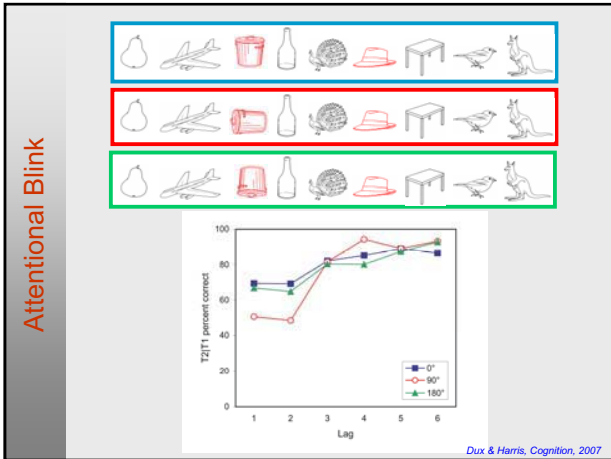 Attentional Blink
100
80
60
40
20
0
T2|T1 percent correct
0°
90°
180°
1 2 3 4 5 6
Lag
Dux & Harris, Cognition, 2007